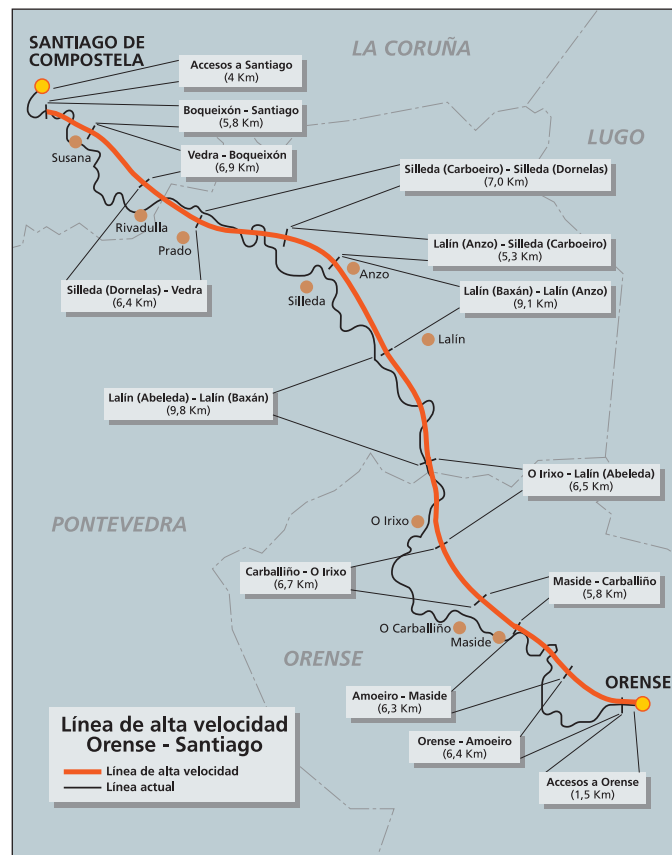 SANTIAGO DE
COMPOSTELA
LA CORUÑA
Accesos a Santiago
(4 Km)
Boqueixón - Santiago
(5,8 Km)
LUGO
Susana
Vedra - Boqueixón
(6,9 Km)
Silleda (Carboeiro) - Silleda (Dornelas)
(7,0 Km)
Rivadulla
Prado
Lalín (Anzo) - Silleda (Carboeiro)
(5,3 Km)
Anzo
Silleda (Dornelas) - Vedra
(6,4 Km)
Silleda
Lalín (Baxán) - Lalín (Anzo)
(9,1 Km)
Lalín
Lalín (Abeleda) - Lalín (Baxán)
(9,8 Km)
O Irixo - Lalín (Abeleda)
(6,5 Km)
PONTEVEDRA
O Irixo
Carballiño - O Irixo
(6,7 Km)
Maside - Carballiño
(5,8 Km)
O Carballiño
Maside
ORENSE
ORENSE
Amoeiro - Maside
(6,3 Km)
Orense - Amoeiro
(6,4 Km)
Accesos a Orense
(1,5 Km)
Línea de alta velocidad
Orense - Santiago
Línea de alta velocidad
Línea actual